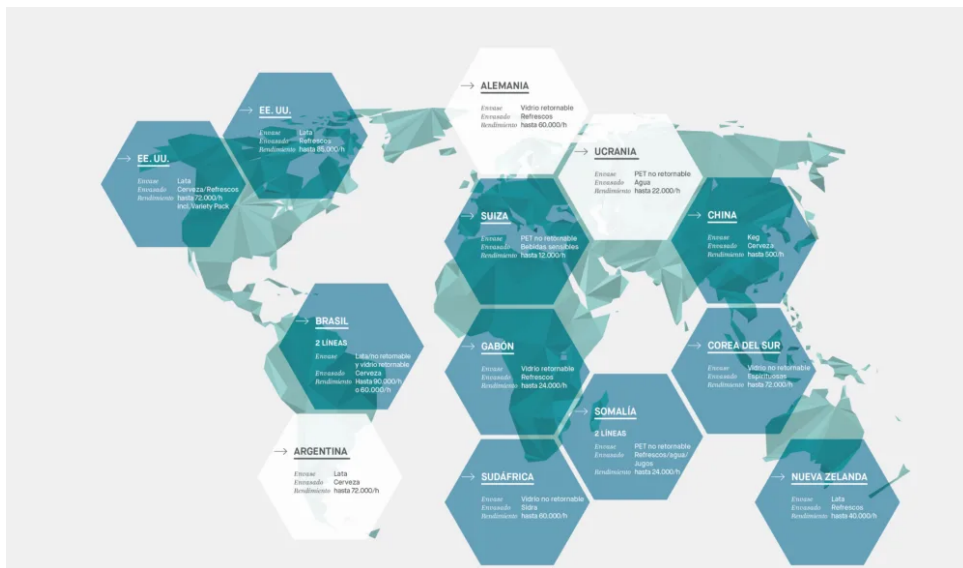 → EE. UU.
Envase Lata
Envasado Refrescos
Rendimiento hasta 86,000/h
→ EE. UU.
Envase Lata
Envasado Cerveza/Refrescos
Rendimiento hasta 72,000/h
incl. Variety Pack
→ ALEMANIA
Envase Vidrio retornable
Envasado Refrescos
Rendimiento hasta 60,000/h
→ UCRANIA
Envase PET no retornable
Envasado Agua
Rendimiento hasta 22,000/h
→ SUIZA
Envase PET no retornable
Envasado Bebidas sensibles
Rendimiento hasta 12,000/h
→ CHINA
Envase Keg
Envasado Cerveza
Rendimiento hasta 500/h
→ BRASIL
2 LÍNEAS
Envase Lata/no retornable
y vidrio retornable
Envasado Cerveza
Rendimiento Hasta 90.000/h
o 60.000/h
→ GABÓN
Envase Vidrio retornable
Envasado Refrescos
Rendimiento hasta 24,000/h
→ COREA DEL SUR
Envase Vidrio no retornable
Envasado Espirituosas
Rendimiento hasta 72,000/h
→ SOMALÍA
2 LÍNEAS
Envase PET no retornable
Envasado Refrescos/agua/
Jugos
Rendimiento hasta 24,000/h
→ ARGENTINA
Envase Lata
Envasado Cerveza
Rendimiento hasta 72,000/h
→ SUDÁFRICA
Envase Vidrio no retornable
Envasado Sidra
Rendimiento hasta 60,000/h
→ NUEVA ZELANDA
Envase Lata
Envasado Refrescos
Rendimiento hasta 40,000/h